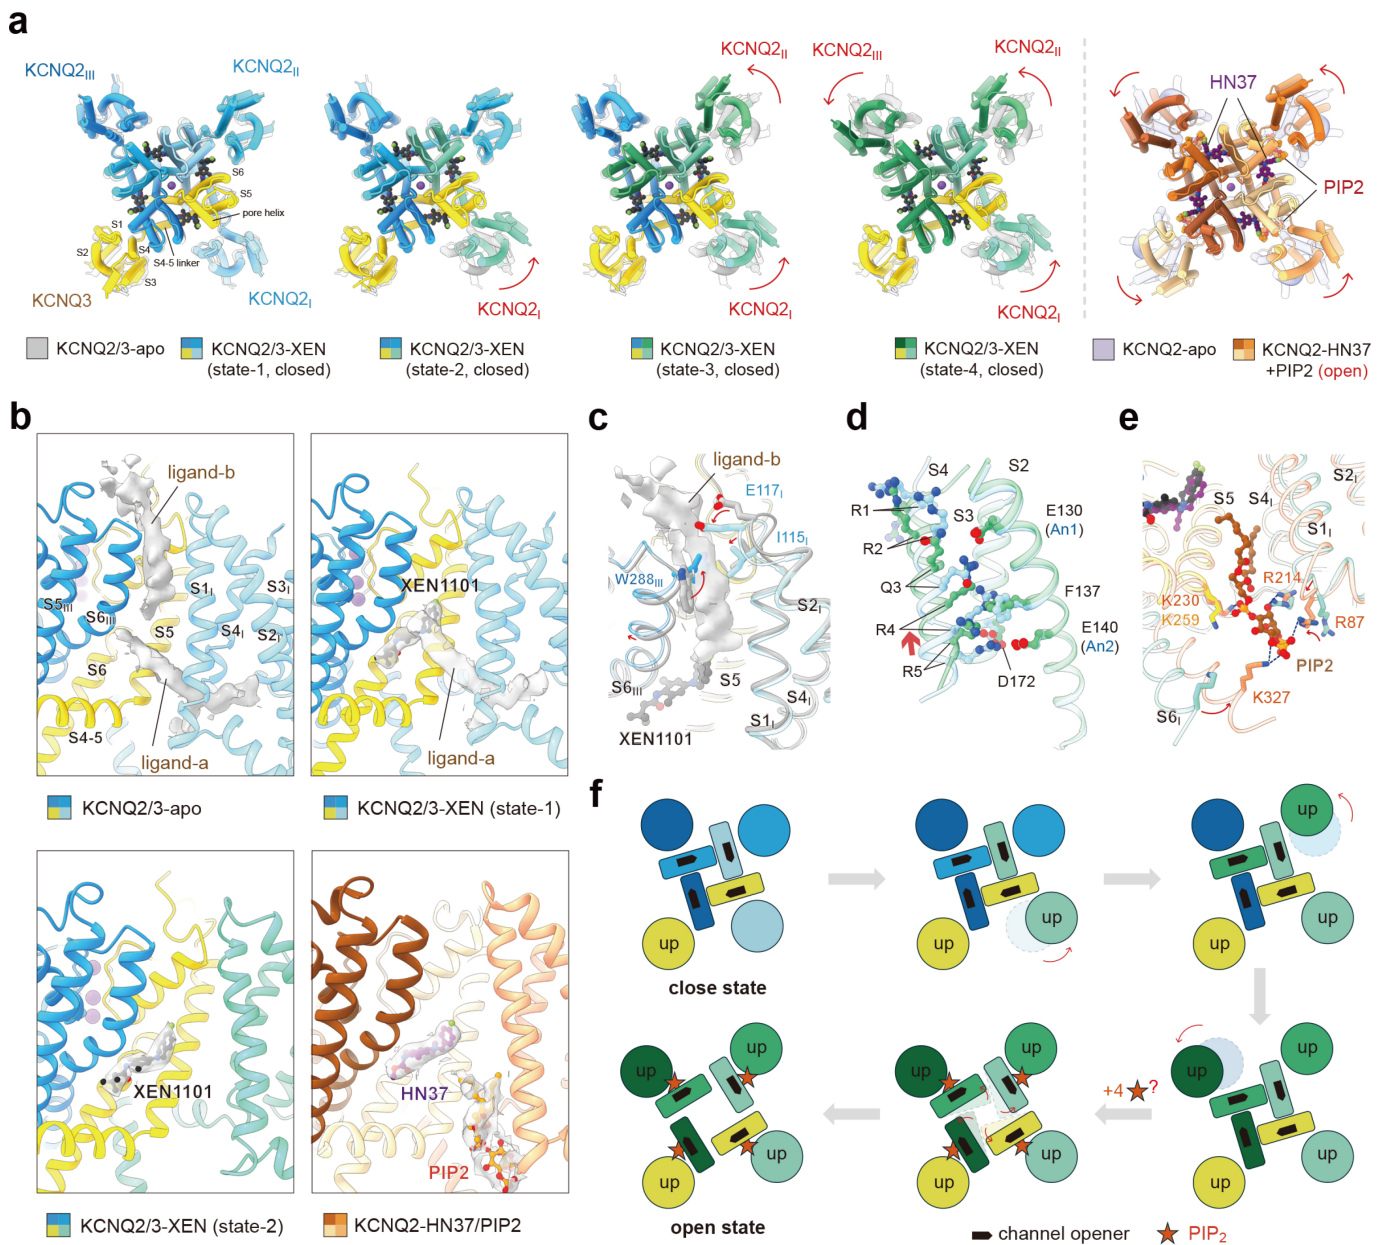 a
KCNQ2III
KCNQ2II
KCNQ2II
KCNQ2III
KCNQ2II
HN37
PIP2
S6
S5
pore helix
S1
S2
S4
S4-5 linker
S3
KCNQ3
KCNQ2I
KCNQ2I
KCNQ2I
KCNQ2I
KCNQ2/3-apo
KCNQ2/3-XEN
(state-1, closed)
KCNQ2/3-XEN
(state-2, closed)
KCNQ2/3-XEN
(state-3, closed)
KCNQ2/3-XEN
(state-4, closed)
KCNQ2-apo
KCNQ2-HN37
+PIP2 (open)
b
ligand-b
S1I
S3I
S5III
S6III
S5
S4I
S2I
S6
S4-5
ligand-a
KCNQ2/3-apo
XEN1101
ligand-a
KCNQ2/3-XEN (state-1)
XEN1101
KCNQ2/3-XEN (state-2)
HN37
PIP2
KCNQ2-HN37/PIP2
c
ligand-b
E117I
I115I
W288III
S2I
S6III
S5
S4I
S1I
XEN1101
d
S4
S2
R1
S3
E130
(An1)
R2
Q3
F137
R4
E140
(An2)
R5
D172
e
S5
S4I
S2I
S1I
R214
K230
K259
R87
PIP2
K327
S6I
f
up
up
up
up
up
up
close state
up
up
up
up
up
up
up
up
up
up
up
up
+4
?
open state
channel opener
PIP2